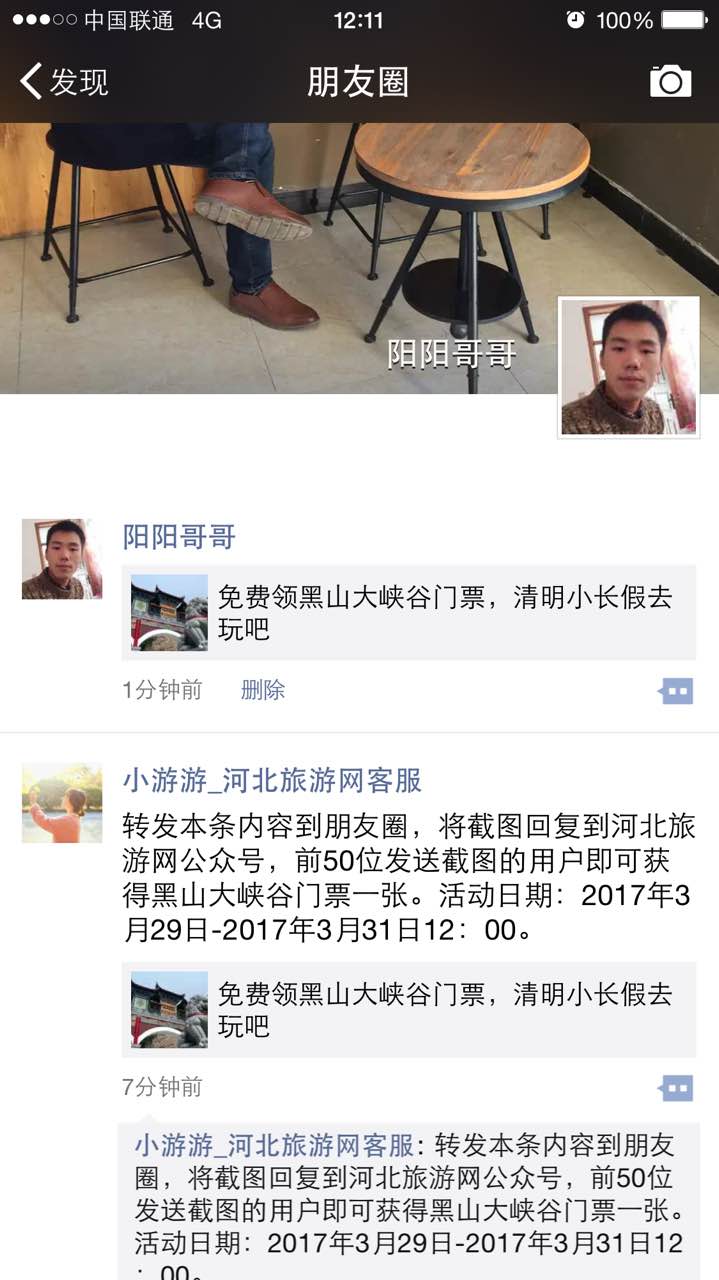 中国联通 4G 12:11 100%
发现 朋友圈
阳阳哥哥
阳阳哥哥
免费领黑山大峡谷门票，清明小长假去
玩吧
1分钟前 删除
小游游_河北旅游网客服
转发本条内容到朋友圈，将截图回复到河北旅
游网公众号，前50位发送截图的用户即可获
得黑山大峡谷门票一张。活动日期：2017年3
月29日-2017年3月31日12：00。
免费领黑山大峡谷门票，清明小长假去
玩吧
7分钟前
小游游_河北旅游网客服: 转发本条内容到朋友
圈，将截图回复到河北旅游网公众号，前50位
发送截图的用户即可获得黑山大峡谷门票一张。
活动日期：2017年3月29日-2017年3月31日12
：00。